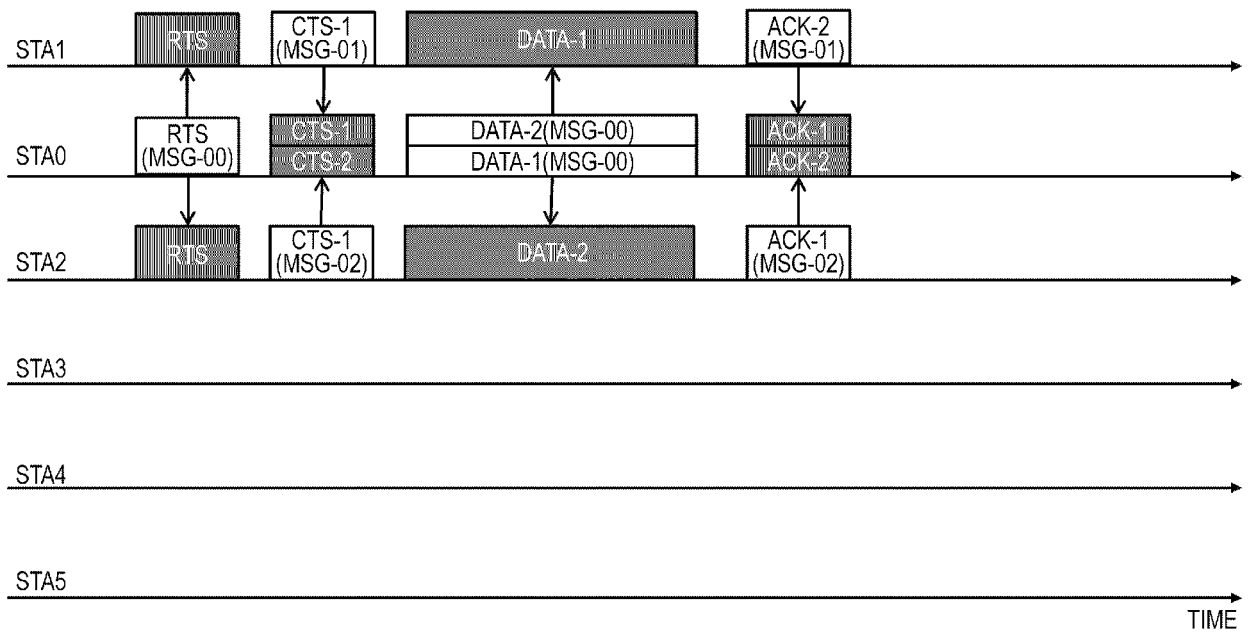 STA1
RTS
CTS-1
(MSG-01)
DATA-1
ACK-2
(MSG-01)
STA0
RTS
(MSG-00)
CTS-1
CTS-2
DATA-2(MSG-00)
DATA-1(MSG-00)
ACK-1
ACK-2
STA2
RTS
CTS-1
(MSG-02)
DATA-2
ACK-1
(MSG-02)
STA3
STA4
STA5
TIME